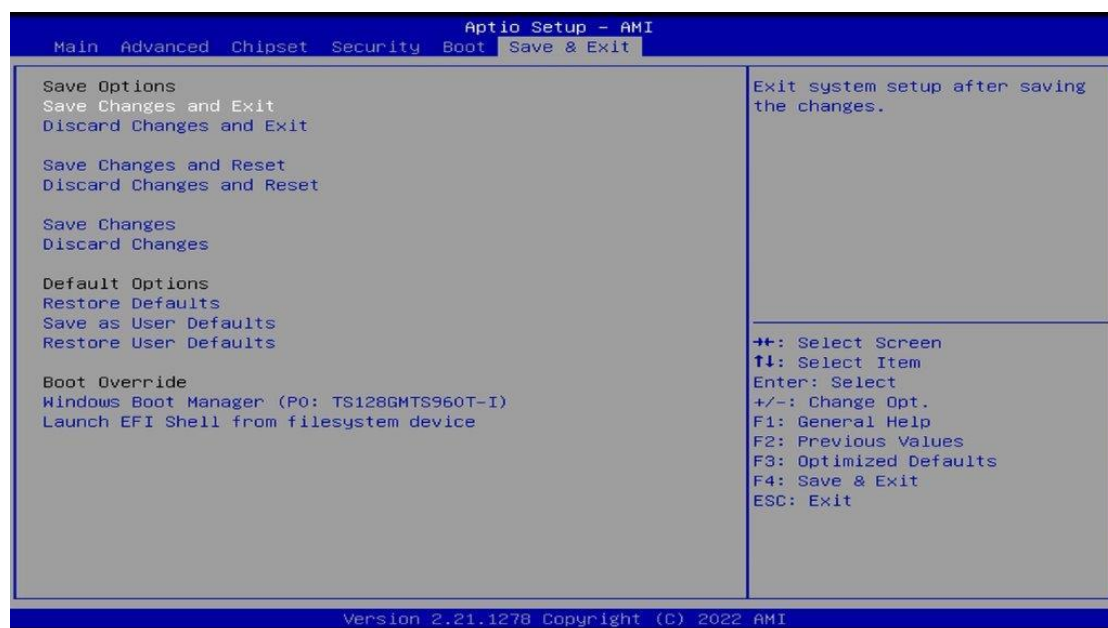 Aptio Setup – AMI
Main Advanced Chipset Security Boot Save & Exit
Save Options
Save Changes and Exit
Discard Changes and Exit
Save Changes and Reset
Discard Changes and Reset
Save Changes
Discard Changes
Default Options
Restore Defaults
Save as User Defaults
Restore User Defaults
Boot Override
Windows Boot Manager (P0: TS128GMTS960T-I)
Launch EFI Shell from filesystem device
Exit system setup after saving
the changes.
→←: Select Screen
↑↓: Select Item
Enter: Select
+/-: Change Opt.
F1: General Help
F2: Previous Values
F3: Optimized Defaults
F4: Save & Exit
ESC: Exit
Version 2.21.1278 Copyright (C) 2022 AMI